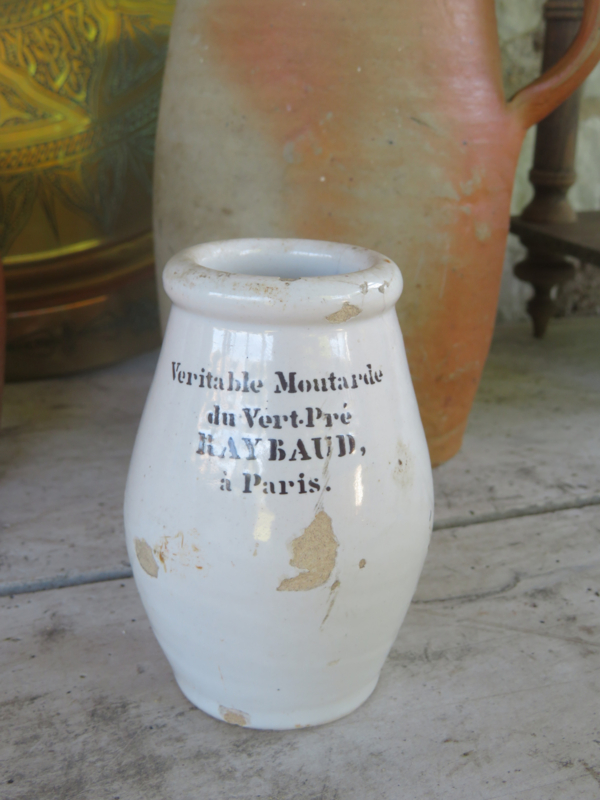 Veritable Moutarde
du Vert-Pré
RAYBAUD,
à Paris.